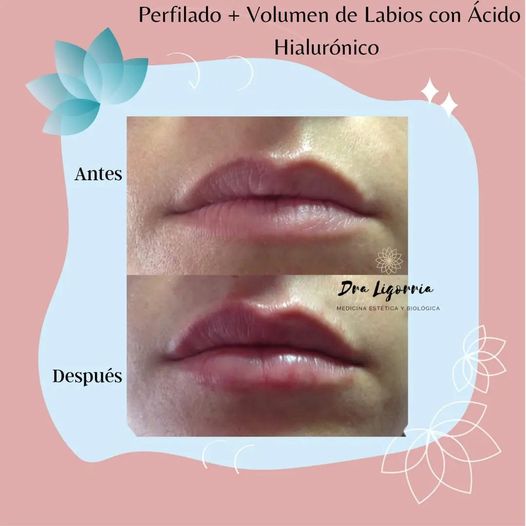 Perfilado + Volumen de Labios con Ácido
Hialurónico
Antes
Dra Ligorria
MEDICINA ESTÉTICA Y BIOLÓGICA
Después